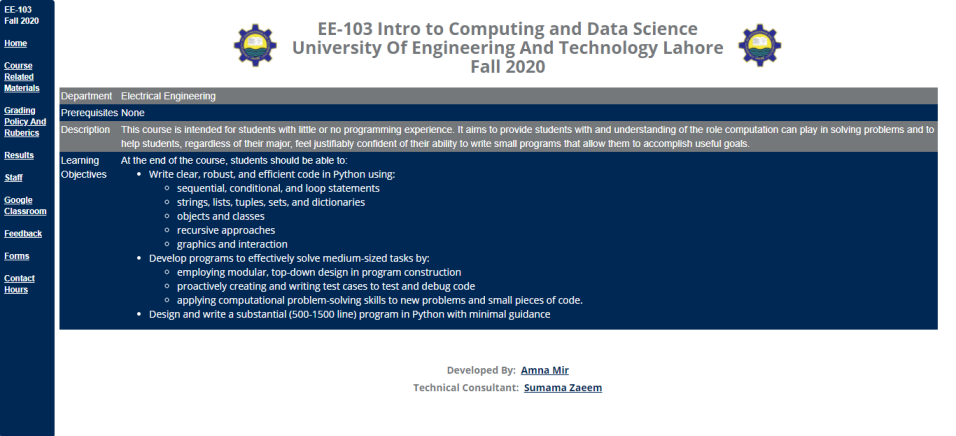 EE-103
Fall 2020
Home
Course
Related
Materials
Grading
Policy And
Ruberics
Results
Staff
Google
Classroom
Feedback
Forms
Contact
Hours
EE-103 Intro to Computing and Data Science
University Of Engineering And Technology Lahore
Fall 2020
Department Electrical Engineering
Prerequisites None
Description This course is intended for students with little or no programming experience. It aims to provide students with and understanding of the role computation can play in solving problems and to
help students, regardless of their major, feel justifiably confident of their ability to write small programs that allow them to accomplish useful goals.
Learning At the end of the course, students should be able to:
Objectives • Write clear, robust, and efficient code in Python using:
◦ sequential, conditional, and loop statements
◦ strings, lists, tuples, sets, and dictionaries
◦ objects and classes
◦ recursive approaches
◦ graphics and interaction
• Develop programs to effectively solve medium-sized tasks by:
◦ employing modular, top-down design in program construction
◦ proactively creating and writing test cases to test and debug code
◦ applying computational problem-solving skills to new problems and small pieces of code.
• Design and write a substantial (500-1500 line) program in Python with minimal guidance
Developed By: Amna Mir
Technical Consultant: Sumama Zaeem